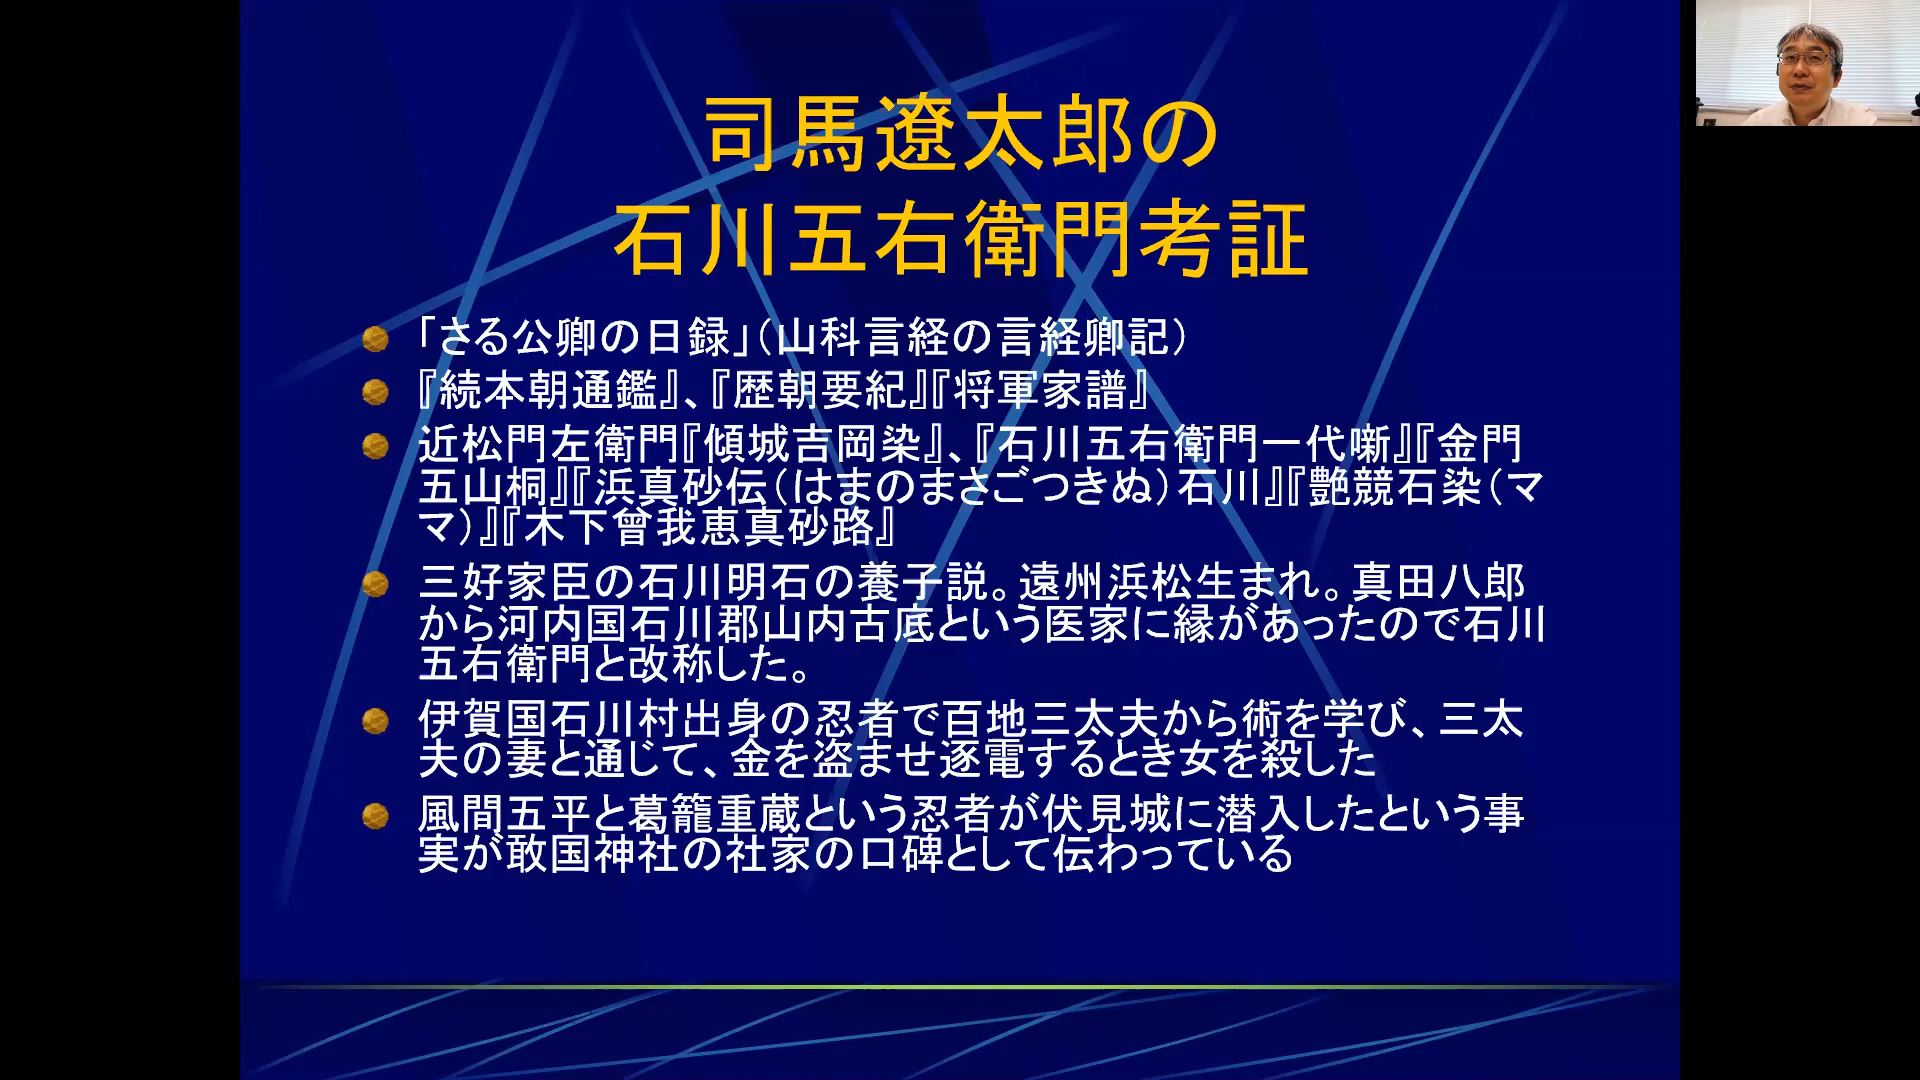 司馬遼太郎の
石川五右衛門考証
「さる公卿の日録」（山科言経の言経卿記）
『続本朝通鑑』、『歴朝要紀』『将軍家譜』
近松門左衛門『傾城吉岡染』、『石川五右衛門一代噺』『金門
五山桐』『浜真砂伝（はまのまさごつきぬ）石川』『艶競石染（マ
マ）』『木下曾我恵真砂路』
三好家臣の石川明石の養子説。遠州浜松生まれ。真田八郎
から河内国石川郡山内古底という医家に縁があったので石川
五右衛門と改称した。
伊賀国石川村出身の忍者で百地三太夫から術を学び、三太
夫の妻と通じて、金を盗ませ逐電するとき女を殺した
風間五平と葛籠重蔵という忍者が伏見城に潜入したという事
実が敢国神社の社家の口碑として伝わっている